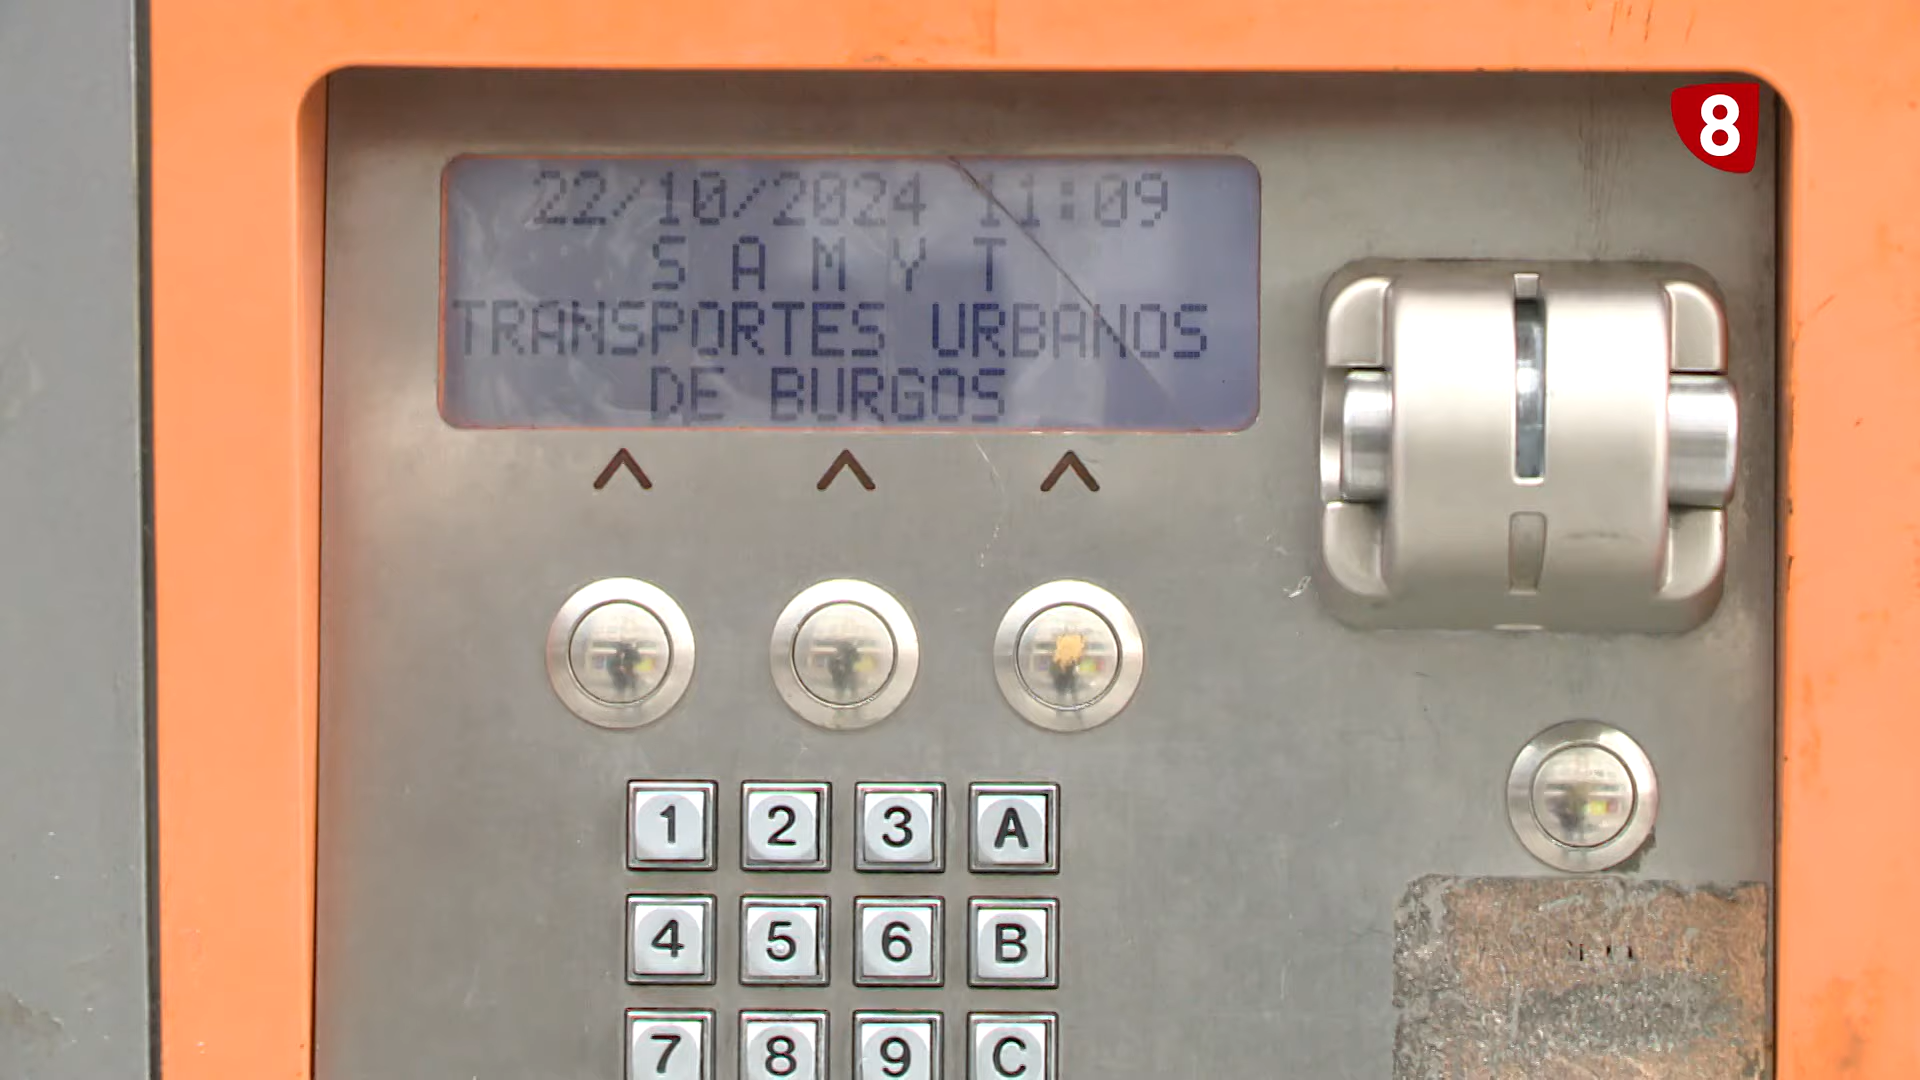 8
22/10/2024 11:09
S A M Y T
TRANSPORTES URBANOS
DE BURGOS
1 2 3 A
4 5 6 B
7 8 9 C